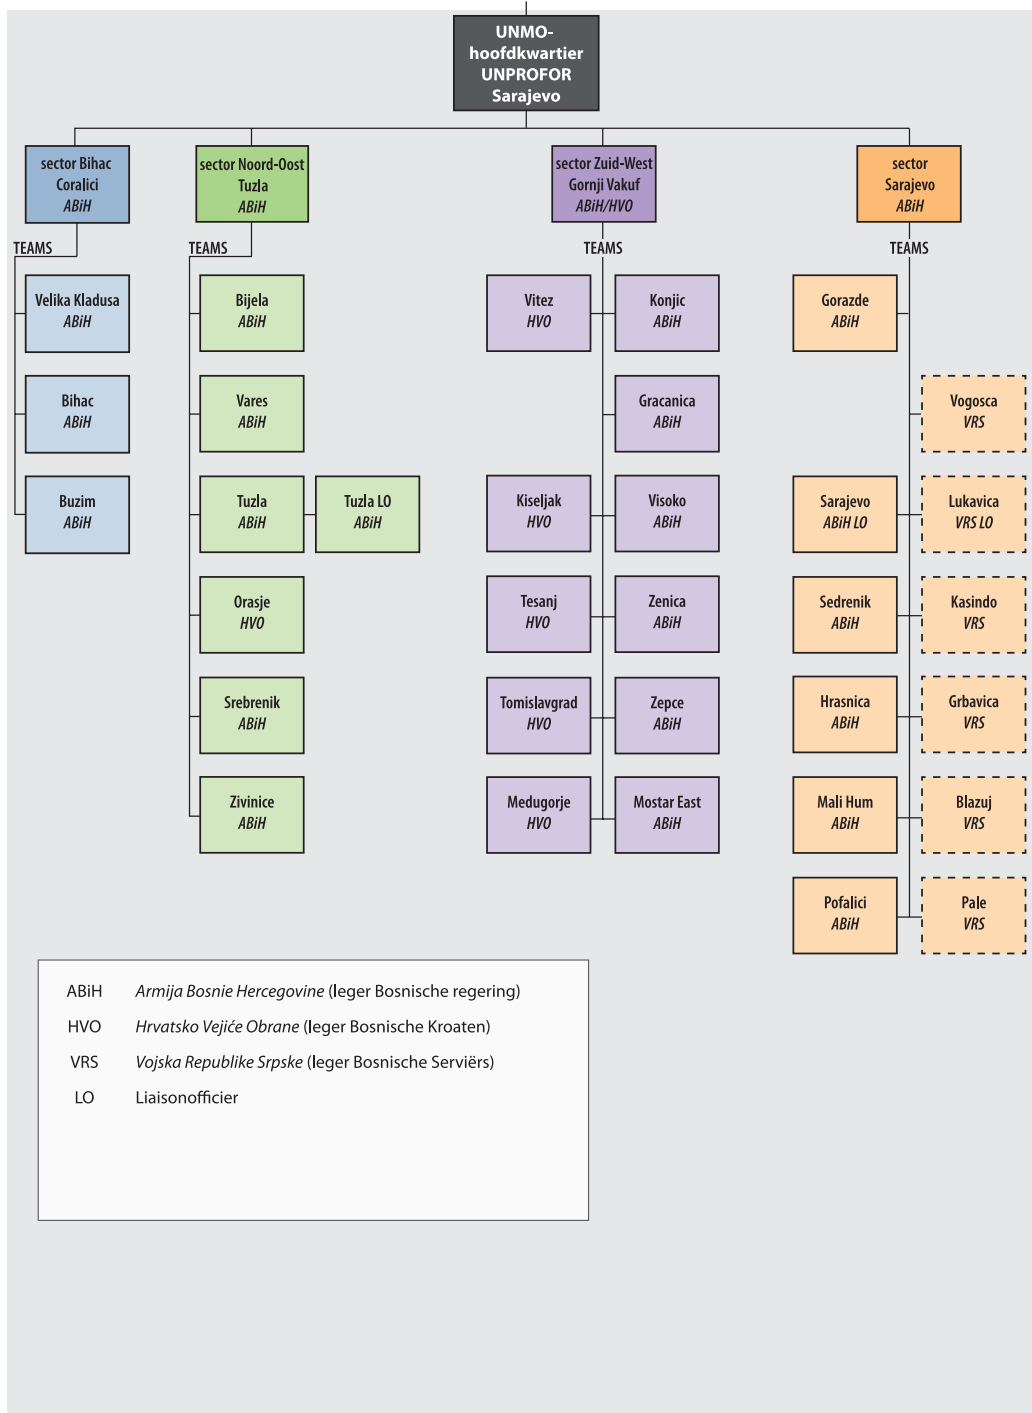 UNMO-
hoofdkwartier
UNPROFOR
Sarajevo
sector Bihac
Coralici
ABiH
TEAMS
Velika Kladusa
ABiH
Bihac
ABiH
Buzim
ABiH
sector Noord-Oost
Tuzla
ABiH
TEAMS
Bijela
ABiH
Vares
ABiH
Tuzla
ABiH
Tuzla LO
ABiH
Orasje
HVO
Srebrenik
ABiH
Zivinice
ABiH
sector Zuid-West
Gornji Vakuf
ABiH/HVO
TEAMS
Vitez
HVO
Konjic
ABiH
Gracanica
ABiH
Kiseljak
HVO
Visoko
ABiH
Tesanj
HVO
Zenica
ABiH
Tomislavgrad
HVO
Zepce
ABiH
Medugorje
HVO
Mostar East
ABiH
sector
Sarajevo
ABiH
TEAMS
Gorazde
ABiH
Vogosca
VRS
Sarajevo
ABiH LO
Lukavica
VRS LO
Sedrenik
ABiH
Kasindo
VRS
Hrasnica
ABiH
Grbavica
VRS
Mali Hum
ABiH
Blazuj
VRS
Pofalici
ABiH
Pale
VRS
ABiH Armija Bosnie Hercegovine (leger Bosnische regering)
HVO Hrvatsko Vejiće Obrane (leger Bosnische Kroaten)
VRS Vojska Republike Srpske (leger Bosnische Serviërs)
LO Liaisonofficier